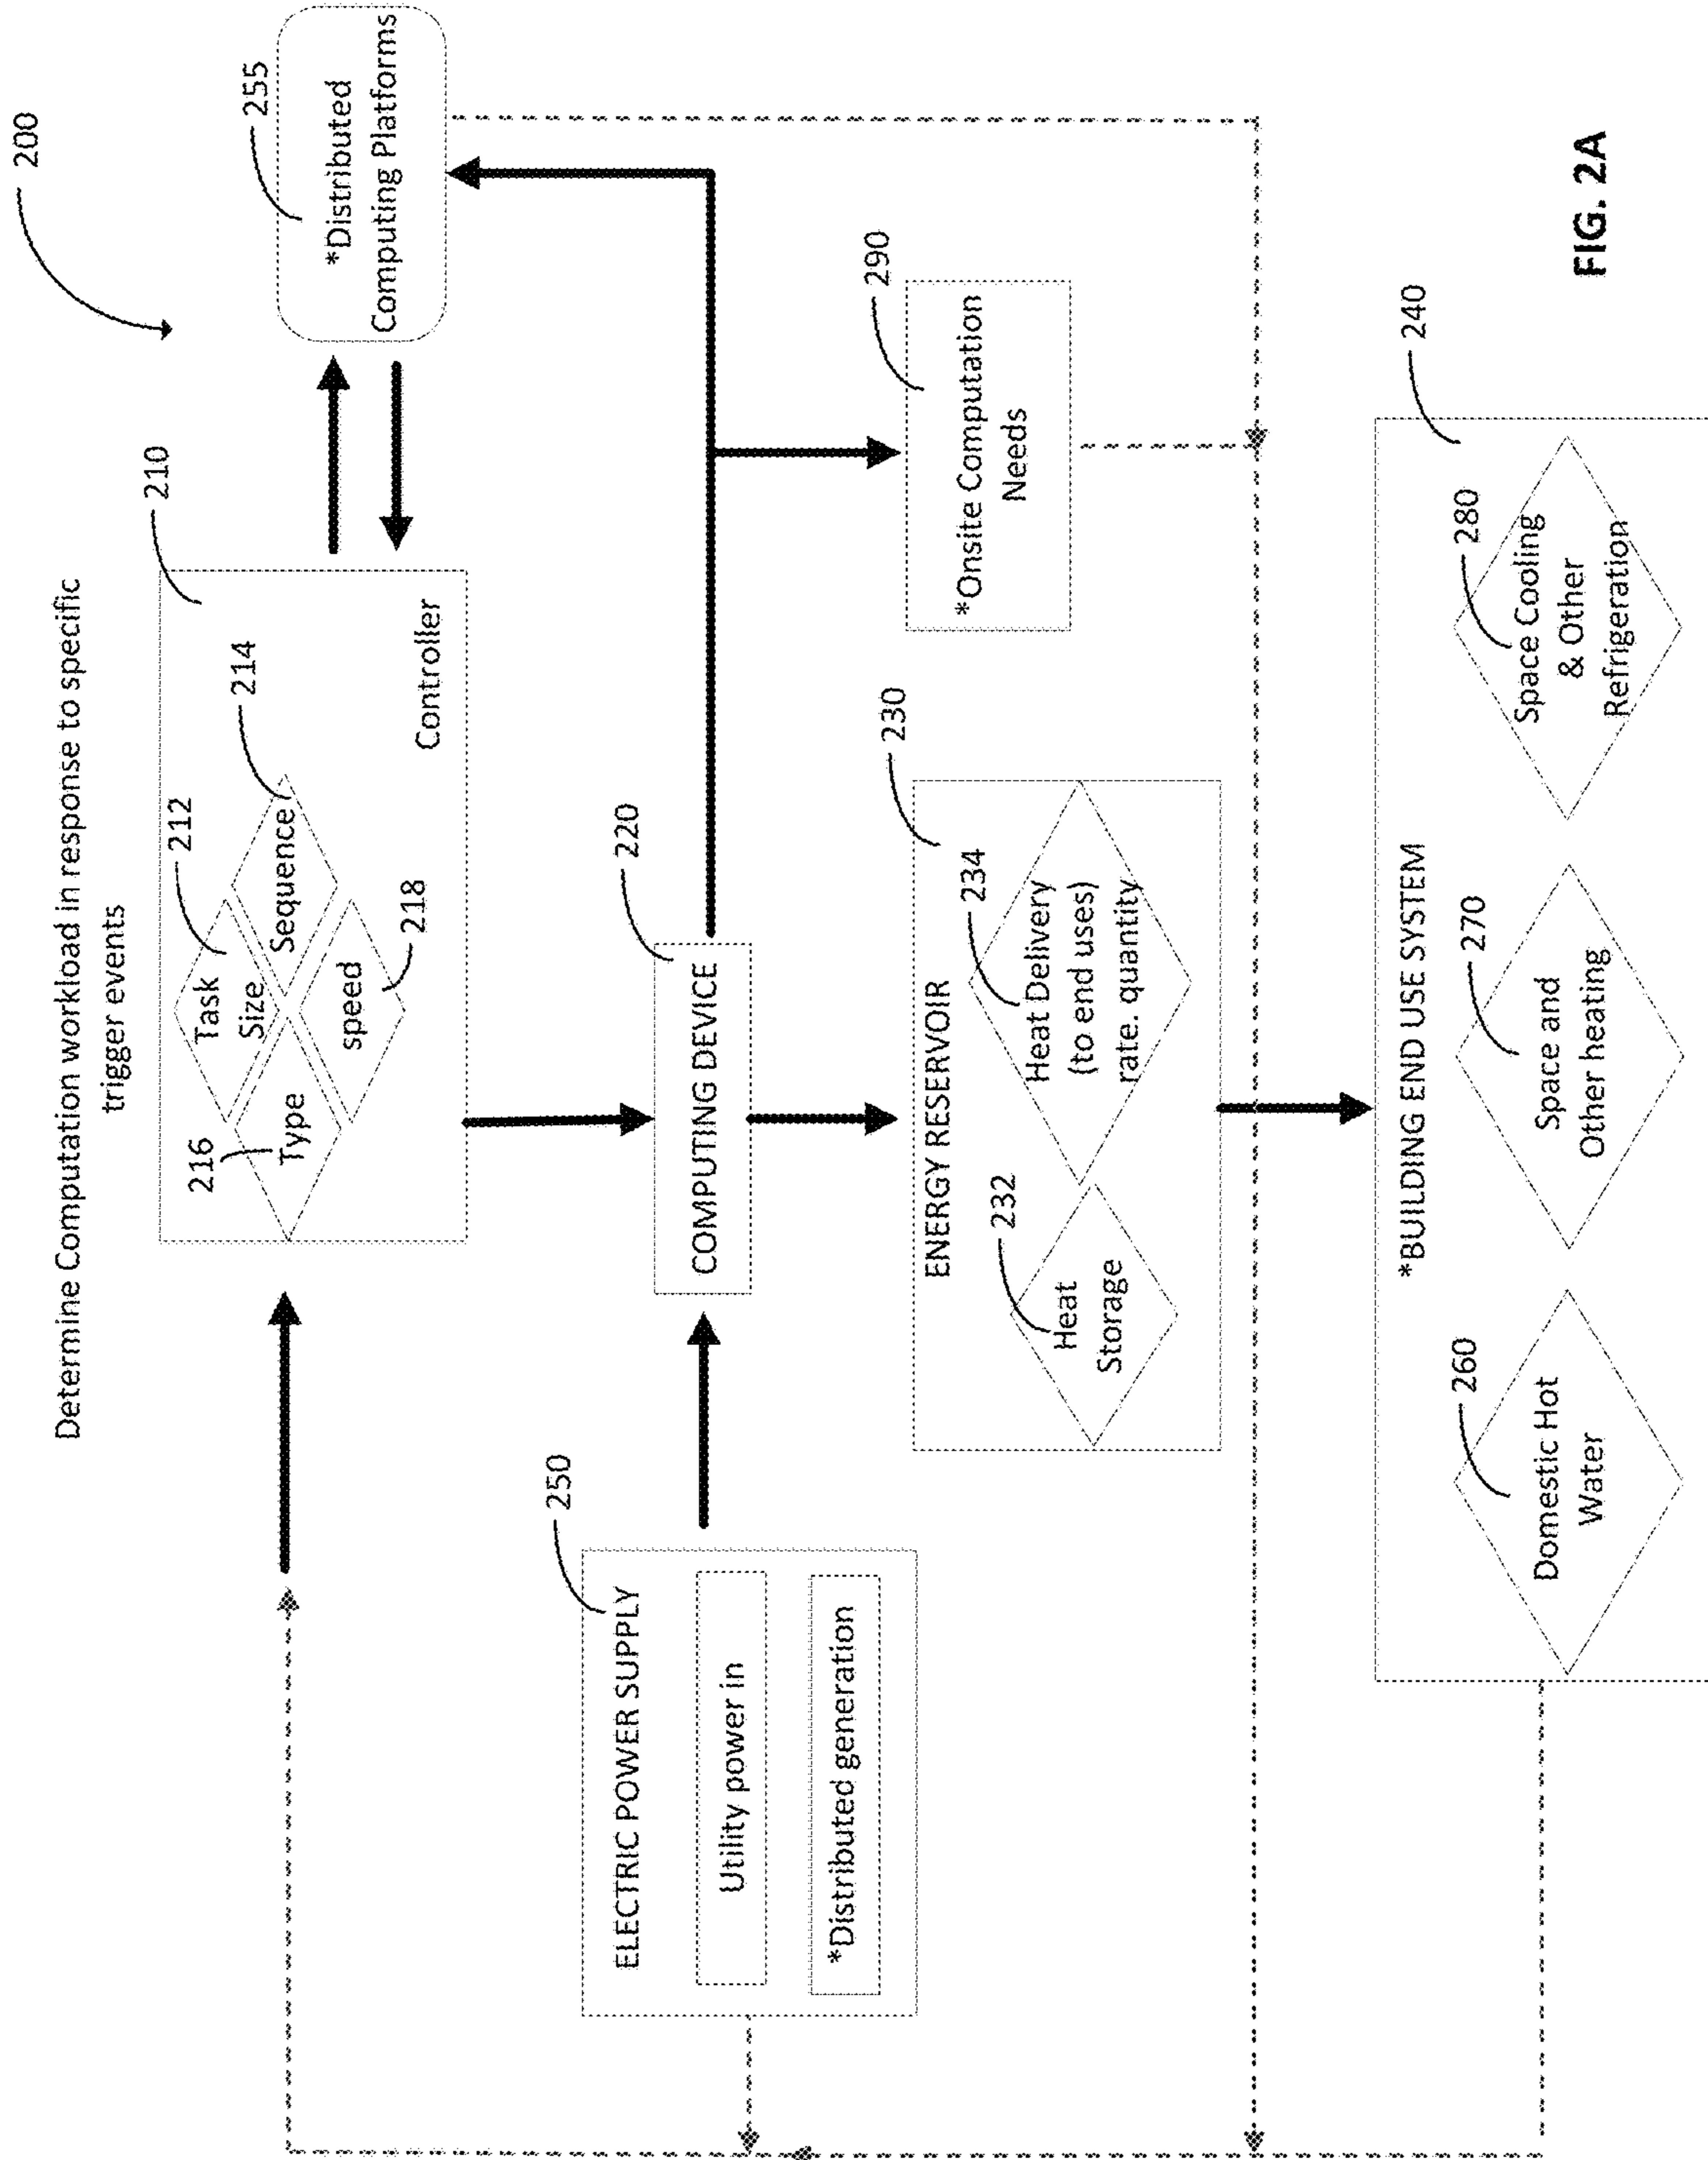 200
Determine Computation workload in response to specific
trigger events
210
212
214
216
218
Task
Size
Sequence
Type
speed
Controller
255
*Distributed
Computing Platforms
250
ELECTRIC POWER SUPPLY
Utility power in
*Distributed generation
220
COMPUTING DEVICE
230
ENERGY RESERVOIR
232
Heat
Storage
234
Heat Delivery
(to end uses)
rate. quantity
290
*Onsite Computation
Needs
240
*BUILDING END USE SYSTEM
260
Domestic Hot
Water
270
Space and
Other heating
280
Space Cooling
& Other
Refrigeration
FIG. 2A